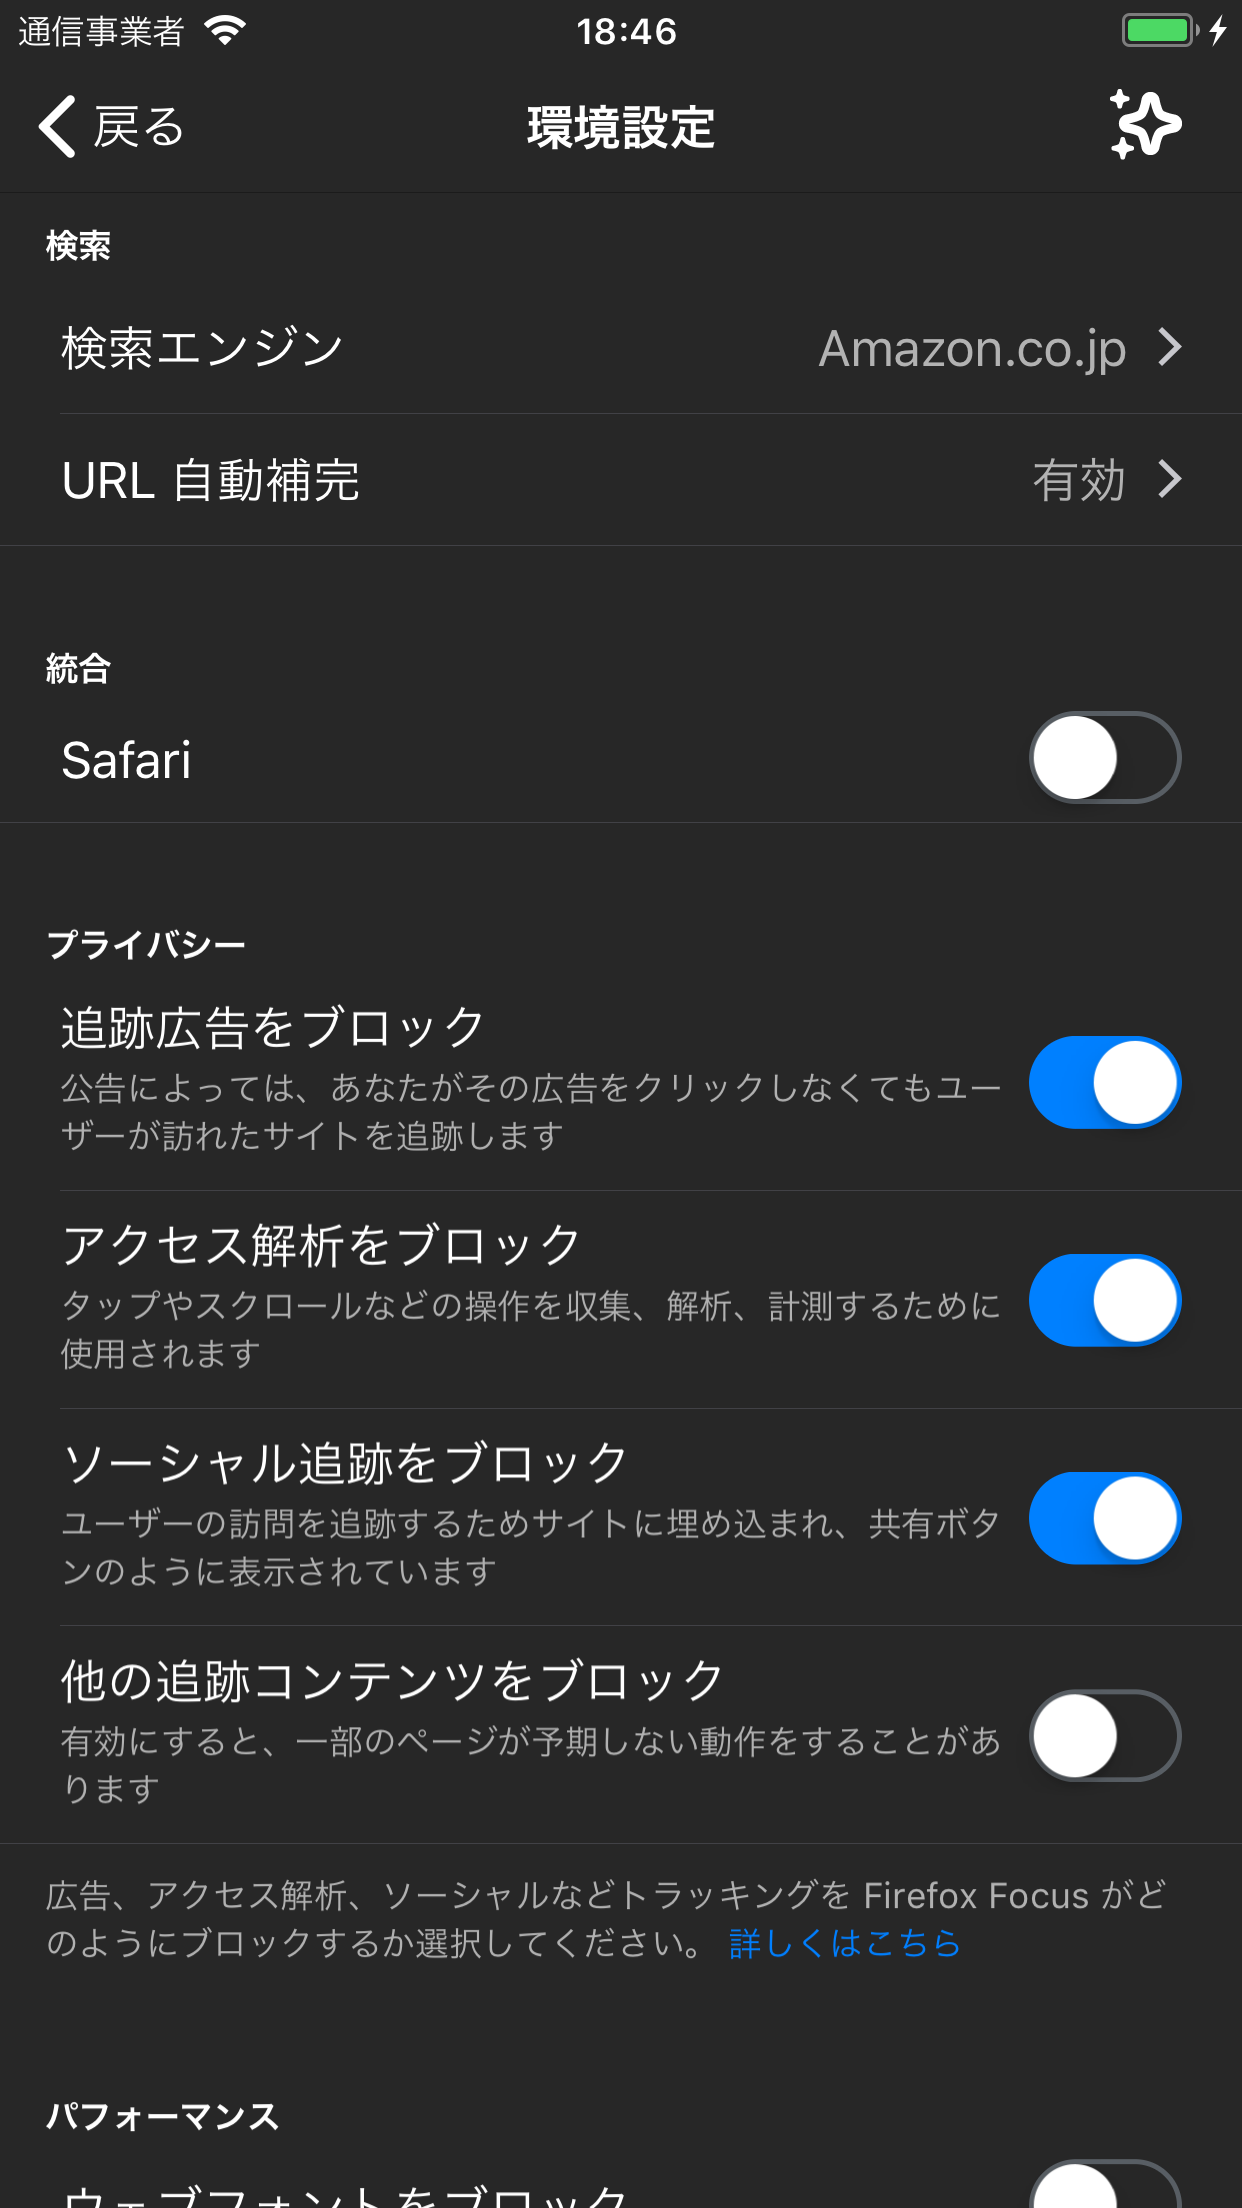 通信事業者 18:46
戻る 環境設定
検索
検索エンジン Amazon.co.jp
URL 自動補完 有効
統合
Safari
プライバシー
追跡広告をブロック
公告によっては、あなたがその広告をクリックしなくてもユー
ザーが訪れたサイトを追跡します
アクセス解析をブロック
タップやスクロールなどの操作を収集、解析、計測するために
使用されます
ソーシャル追跡をブロック
ユーザーの訪問を追跡するためサイトに埋め込まれ、共有ボタ
ンのように表示されています
他の追跡コンテンツをブロック
有効にすると、一部のページが予期しない動作をすることがあ
ります
広告、アクセス解析、ソーシャルなどトラッキングを Firefox Focus がど
のようにブロックするか選択してください。 詳しくはこちら
パフォーマンス
ウェブフォントをブロック